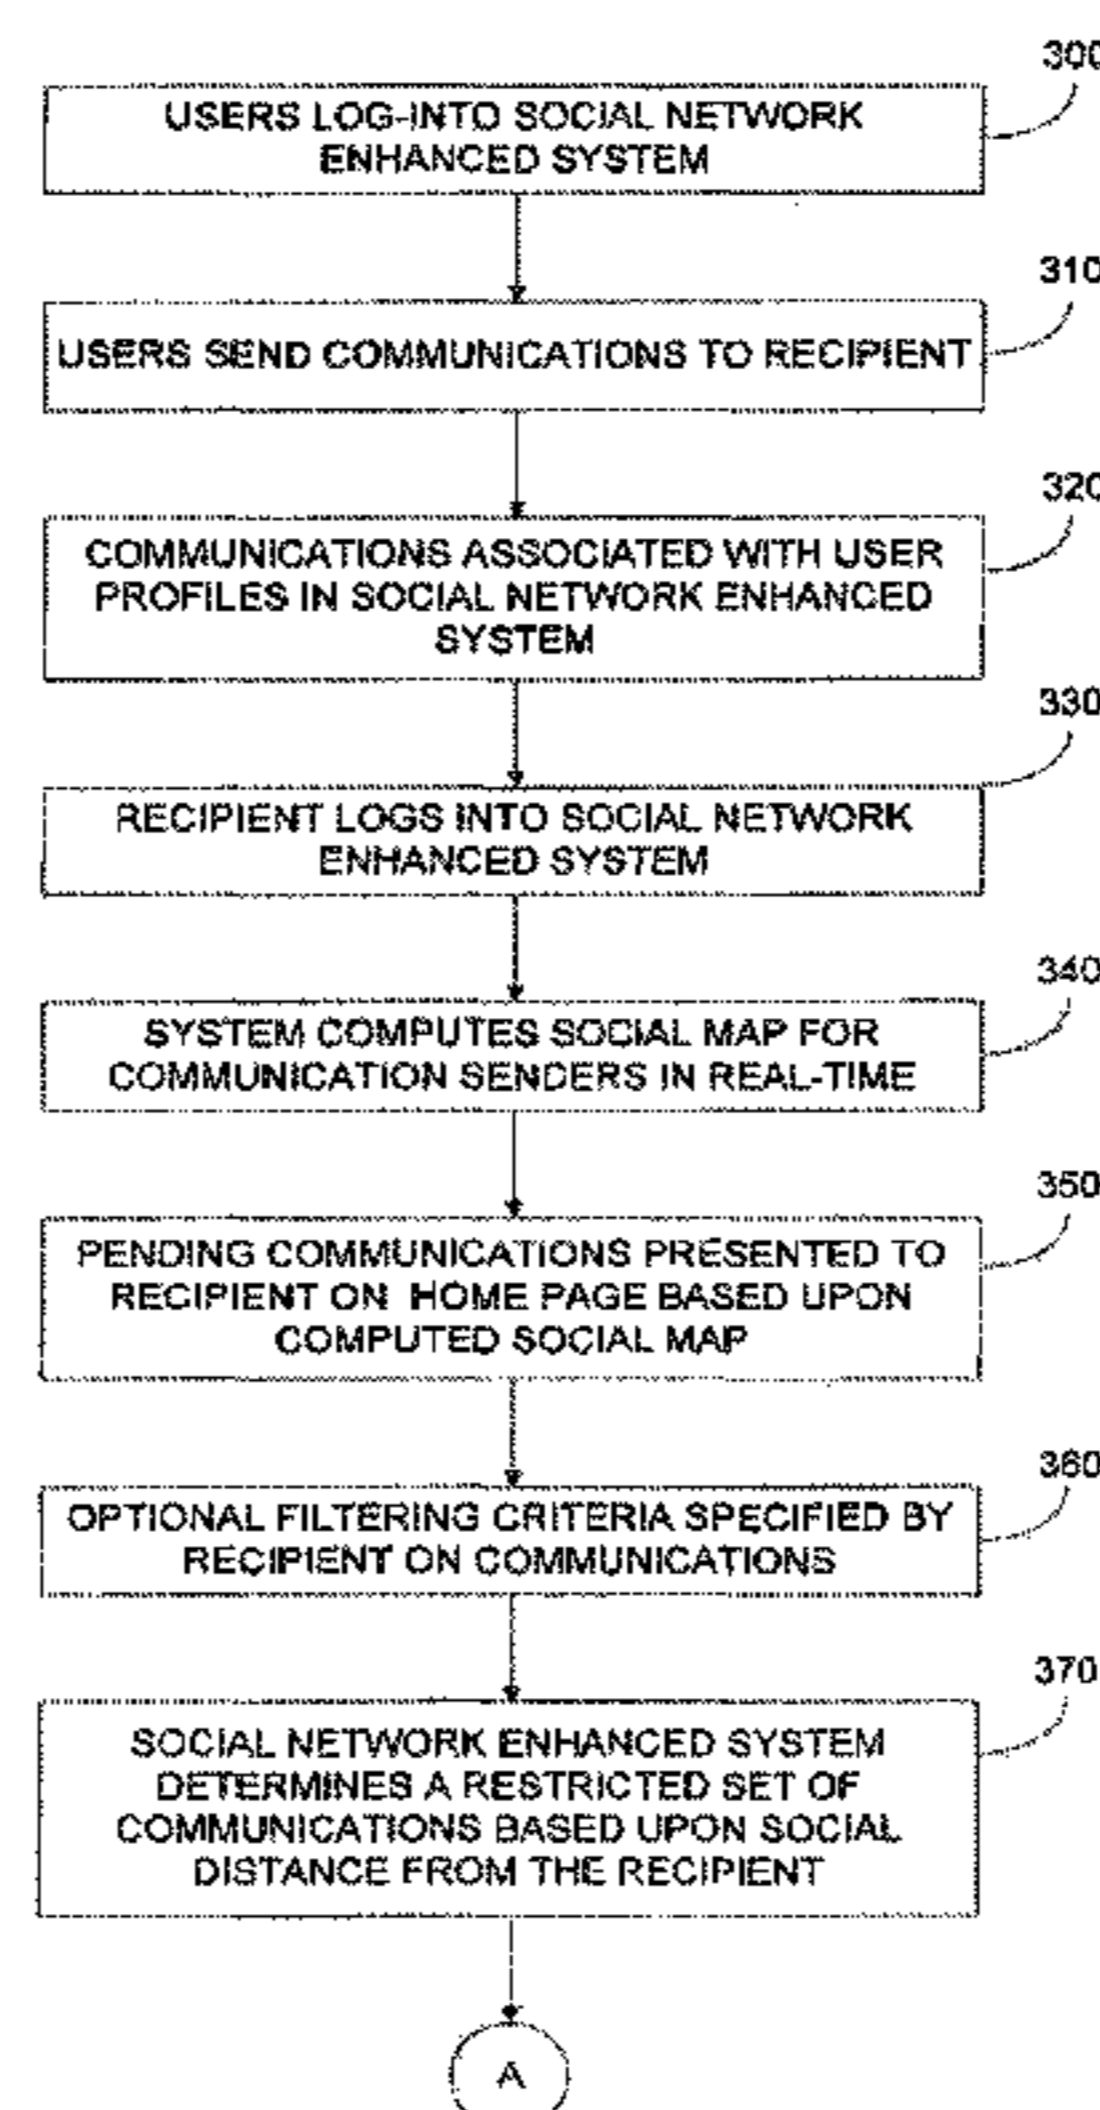 300
USERS LOG-INTO SOCIAL NETWORK
ENHANCED SYSTEM
310
USERS SEND COMMUNICATIONS TO RECIPIENT
320
COMMUNICATIONS ASSOCIATED WITH USER
PROFILES IN SOCIAL NETWORK ENHANCED
SYSTEM
330
RECIPIENT LOGS INTO SOCIAL NETWORK
ENHANCED SYSTEM
340
SYSTEM COMPUTES SOCIAL MAP FOR
COMMUNICATION SENDERS IN REAL-TIME
350
PENDING COMMUNICATIONS PRESENTED TO
RECIPIENT ON HOME PAGE BASED UPON
COMPUTED SOCIAL MAP
360
OPTIONAL FILTERING CRITERIA SPECIFIED BY
RECIPIENT ON COMMUNICATIONS
370
SOCIAL NETWORK ENHANCED SYSTEM
DETERMINES A RESTRICTED SET OF
COMMUNICATIONS BASED UPON SOCIAL
DISTANCE FROM THE RECIPIENT
A